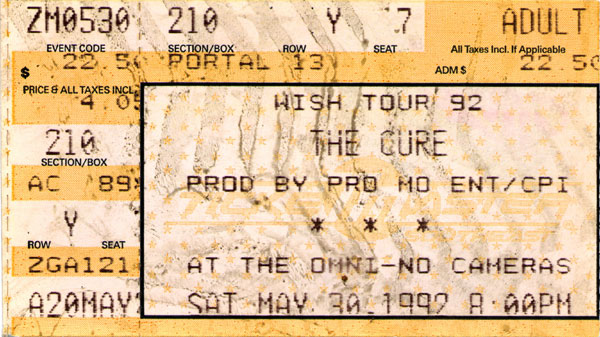 ZM0530 210 Y 7 ADULT
EVENT CODE SECTION/BOX ROW SEAT All Taxes Incl. If Applicable
$ 22.50 PORTAL 13 ADM $ 22.50
PRICE & ALL TAXES INCL
4.05
WISH TOUR 92
210
SECTION/BOX
THE CURE
AC 89X
PROD BY PRO MO ENT/CPI
Y
* * *
ROW SEAT
ZGA121
AT THE OMNI-NO CAMERAS
A20MAY
SAT MAY 30,1992 8:00PM